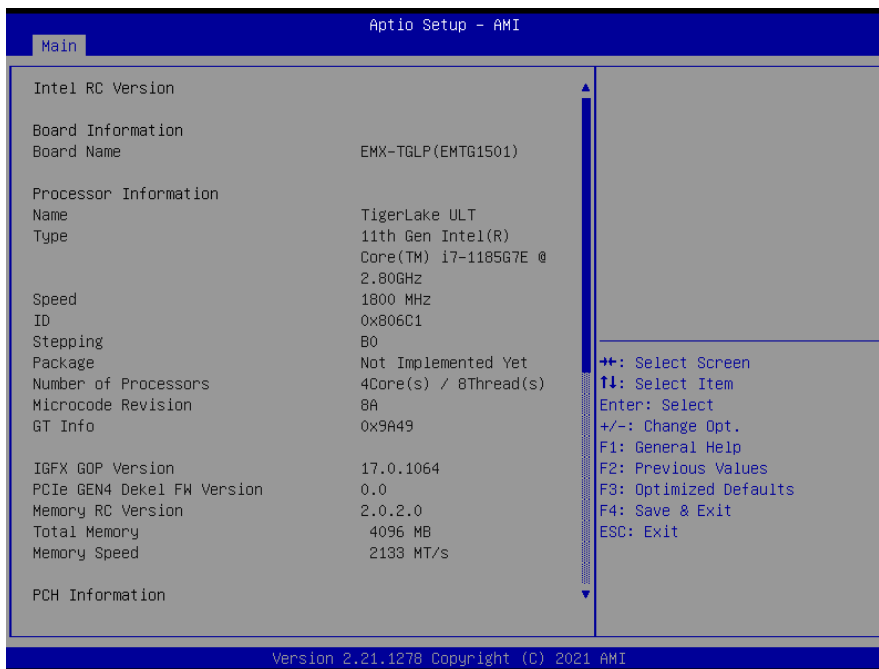 Aptio Setup - AMI
Main
Intel RC Version
Board Information
Board Name EMX-TGLP(EMTG1501)
Processor Information
Name TigerLake ULT
Type 11th Gen Intel(R)
Core(TM) i7-1185G7E @
2.80GHz
Speed 1800 MHz
ID 0x806C1
Stepping B0
Package Not Implemented Yet
Number of Processors 4Core(s) / 8Thread(s)
Microcode Revision 8A
GT Info 0x9A49
IGFX GOP Version 17.0.1064
PCIe GEN4 Dekel FW Version 0.0
Memory RC Version 2.0.2.0
Total Memory 4096 MB
Memory Speed 2133 MT/s
PCH Information
→←: Select Screen
↑↓: Select Item
Enter: Select
+/-: Change Opt.
F1: General Help
F2: Previous Values
F3: Optimized Defaults
F4: Save & Exit
ESC: Exit
Version 2.21.1278 Copyright (C) 2021 AMI